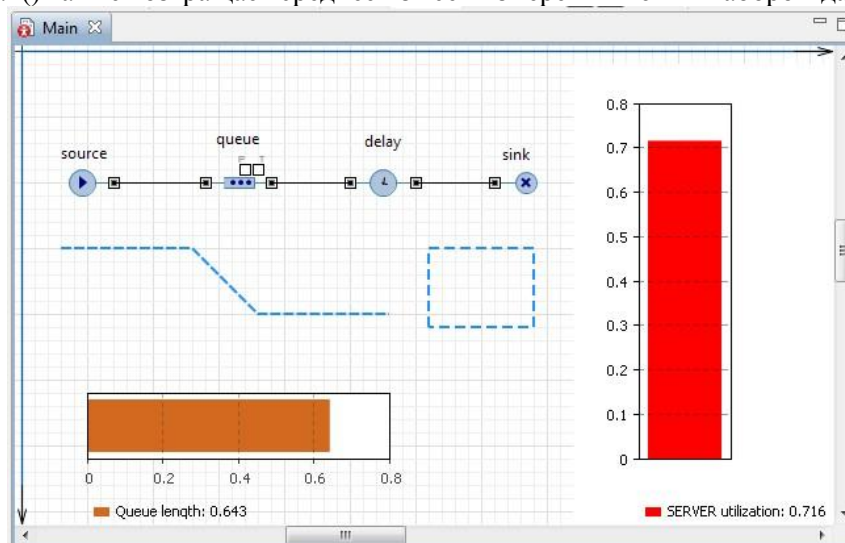 Main
0.8
queue
delay
source
sink
0.7
0.6
0.5
0.4
0.3
0.2
0.1
0
0 0.2 0.4 0.6 0.8
Queue length: 0.643
SERVER utilization: 0.716